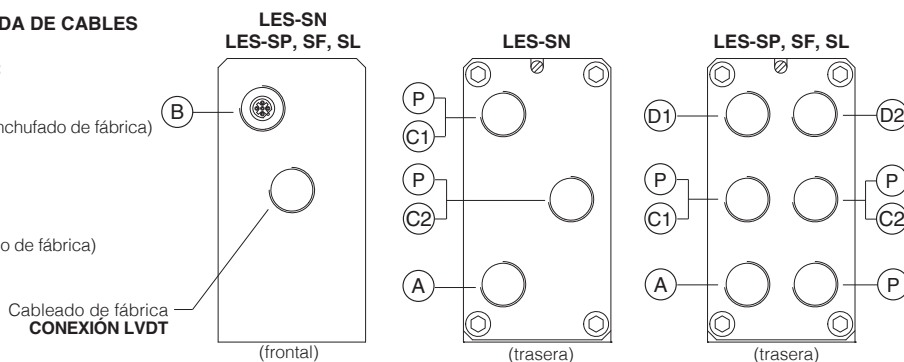 DA DE CABLES
:
nchufado de fábrica)
o de fábrica)
Cableado de fábrica
CONEXIÓN LVDT
LES-SN
LES-SP, SF, SL
B
(frontal)
LES-SN
P
C1
P
C2
A
(trasera)
LES-SP, SF, SL
D1
D2
P
C1
P
C2
A
P
(trasera)